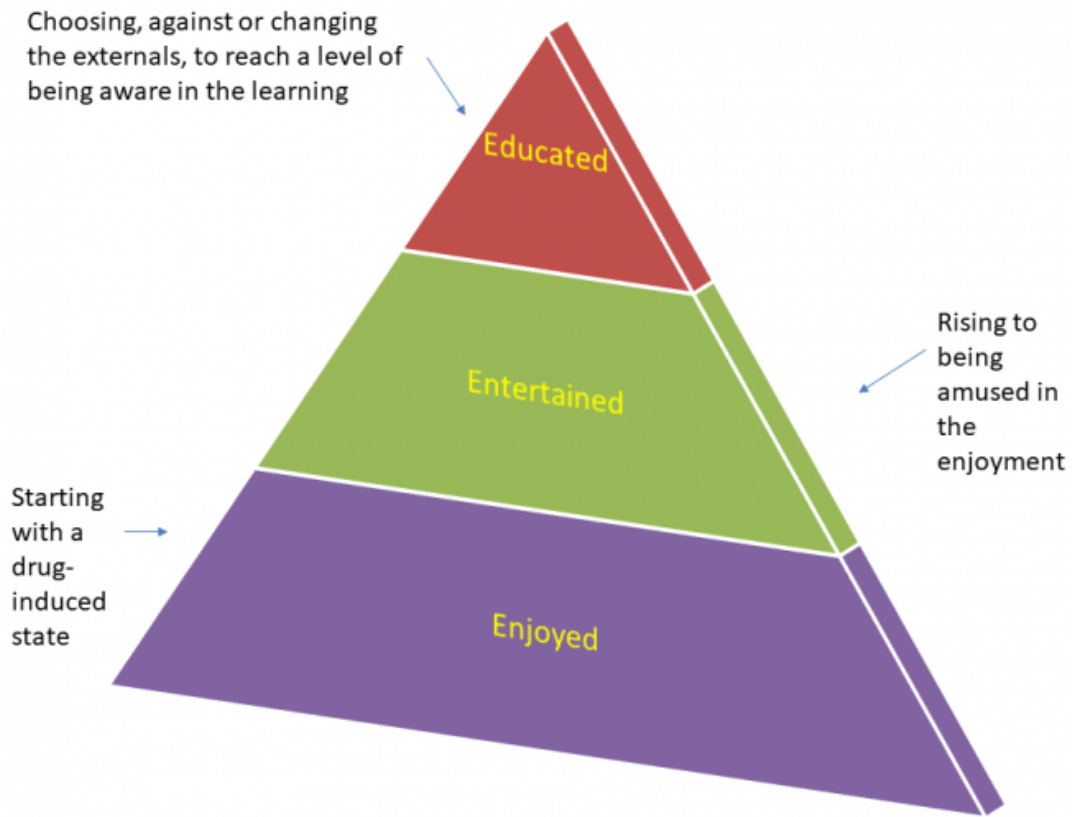 Choosing, against or changing
the externals, to reach a level of
being aware in the learning
Educated
Rising to
being
amused in
the
enjoyment
Entertained
Starting
with a
drug-
induced
state
Enjoyed